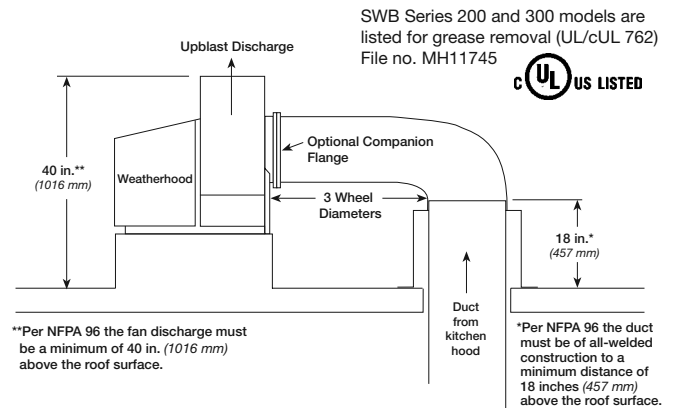 SWB Series 200 and 300 models are
listed for grease removal (UL/cUL 762)
File no. MH11745
C UL US LISTED
Upblast Discharge
Optional Companion
Flange
40 in.**
(1016 mm)
Weatherhood
3 Wheel
Diameters
18 in.*
(457 mm)
Duct
from
kitchen
hood
**Per NFPA 96 the fan discharge must
be a minimum of 40 in. (1016 mm)
above the roof surface.
*Per NFPA 96 the duct
must be of all-welded
construction to a
minimum distance of
18 inches (457 mm)
above the roof surface.